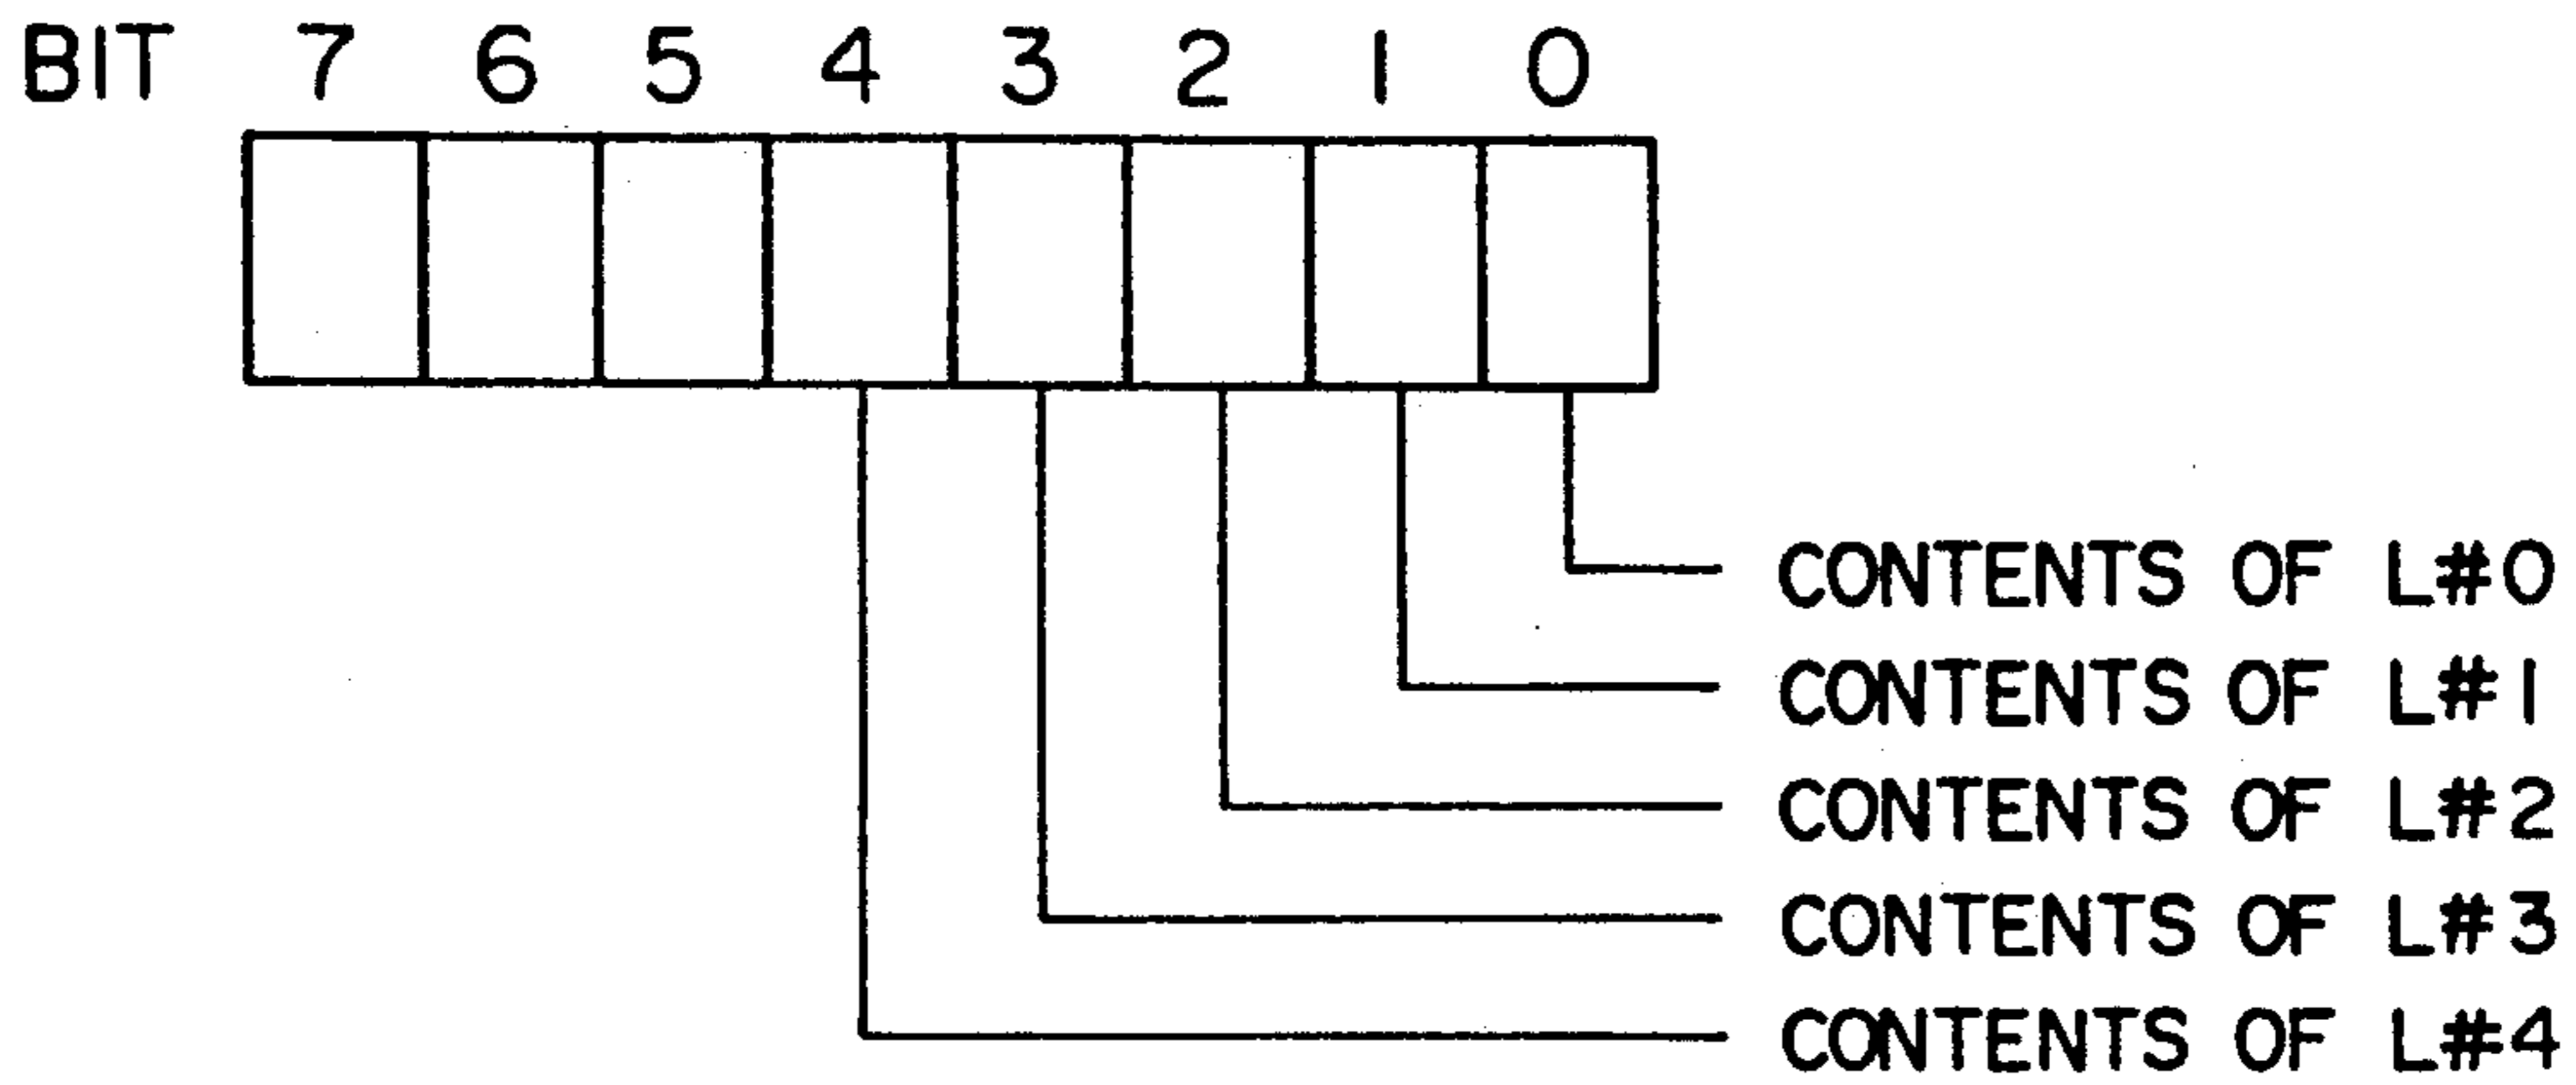 BIT 7 6 5 4 3 2 1 0
CONTENTS OF L#0
CONTENTS OF L#1
CONTENTS OF L#2
CONTENTS OF L#3
CONTENTS OF L#4